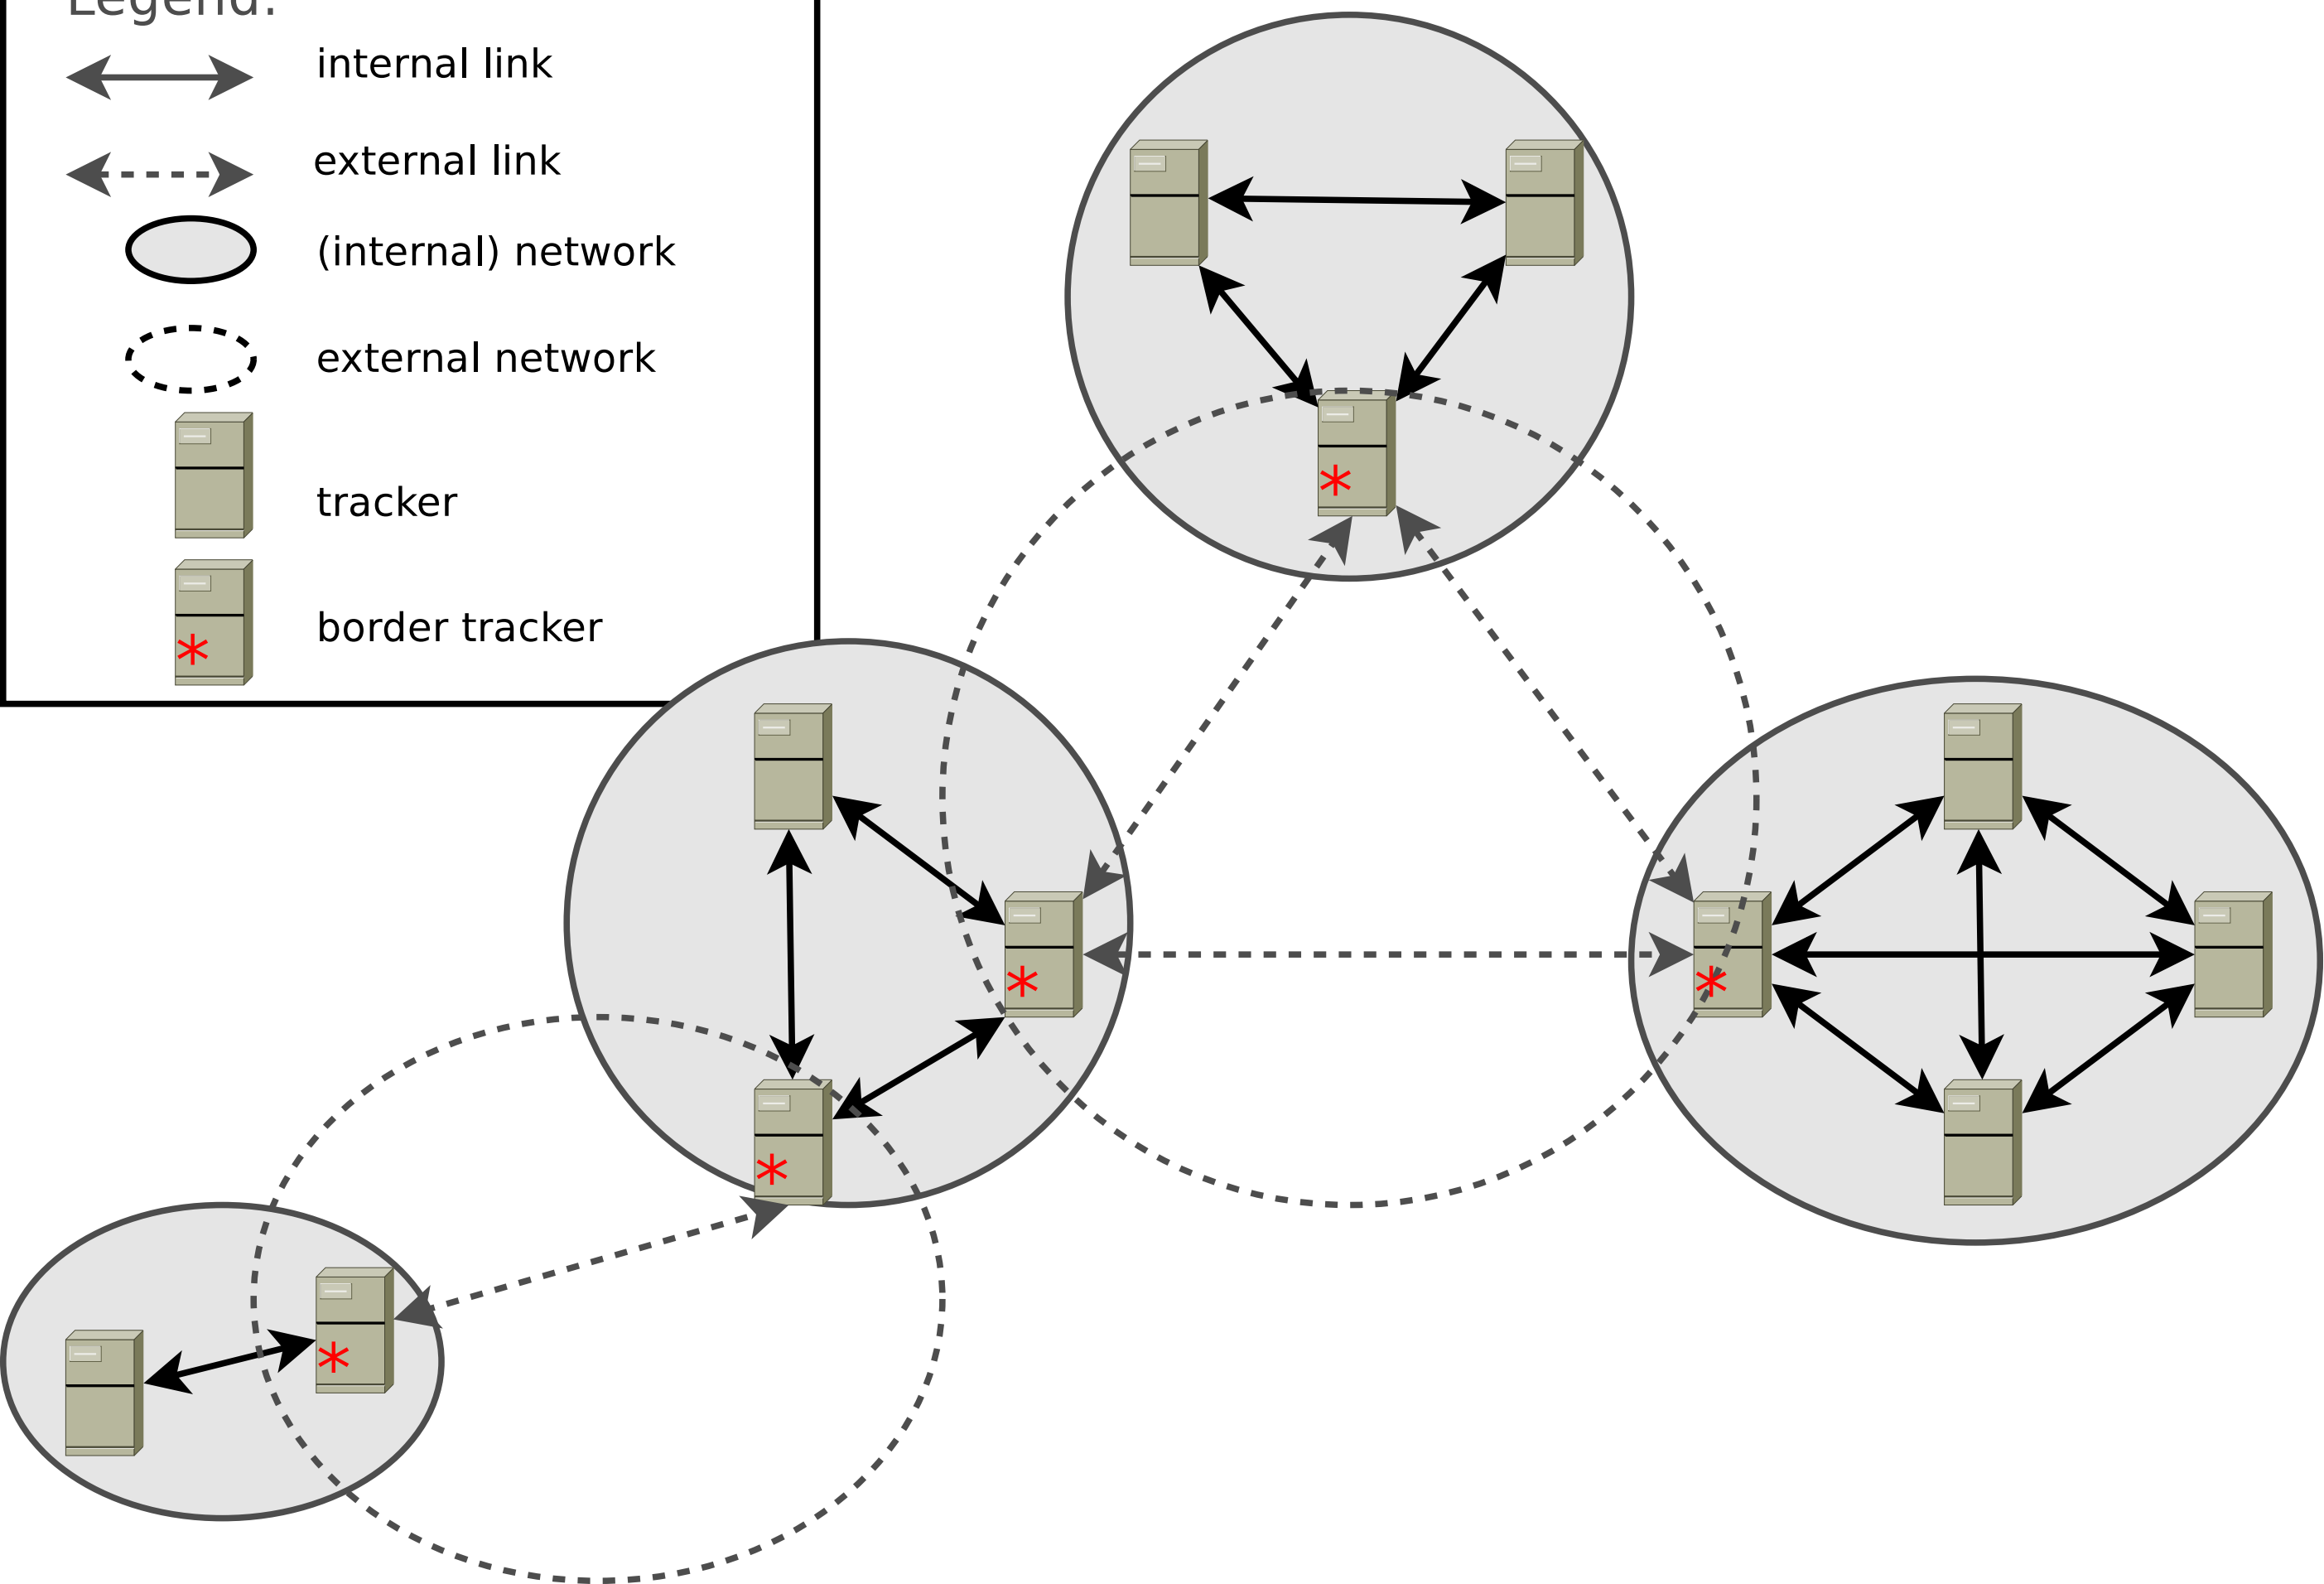 Legend:
internal link
external link
(internal) network
external network
tracker
border tracker
*
*
*
*
*
*